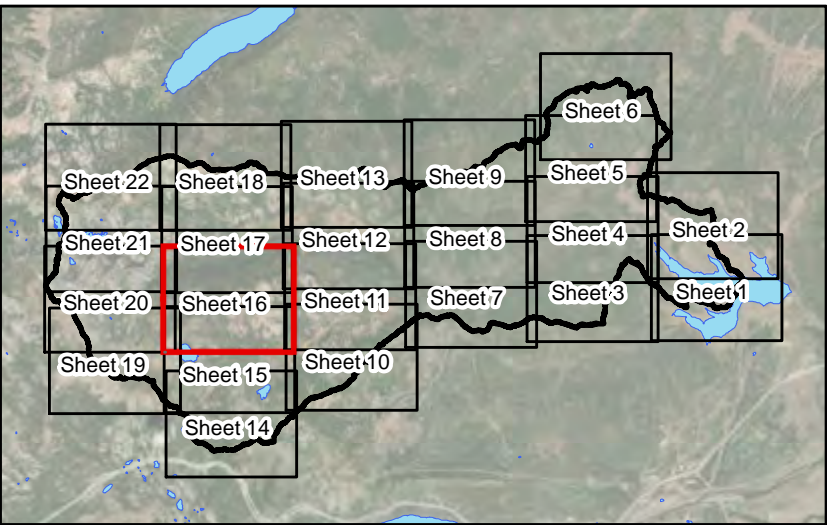 Sheet 6
Sheet 22
Sheet 18
Sheet 13
Sheet 9
Sheet 5
Sheet 21
Sheet 17
Sheet 12
Sheet 8
Sheet 4
Sheet 2
Sheet 20
Sheet 16
Sheet 11
Sheet 7
Sheet 3
Sheet 1
Sheet 19
Sheet 15
Sheet 10
Sheet 14